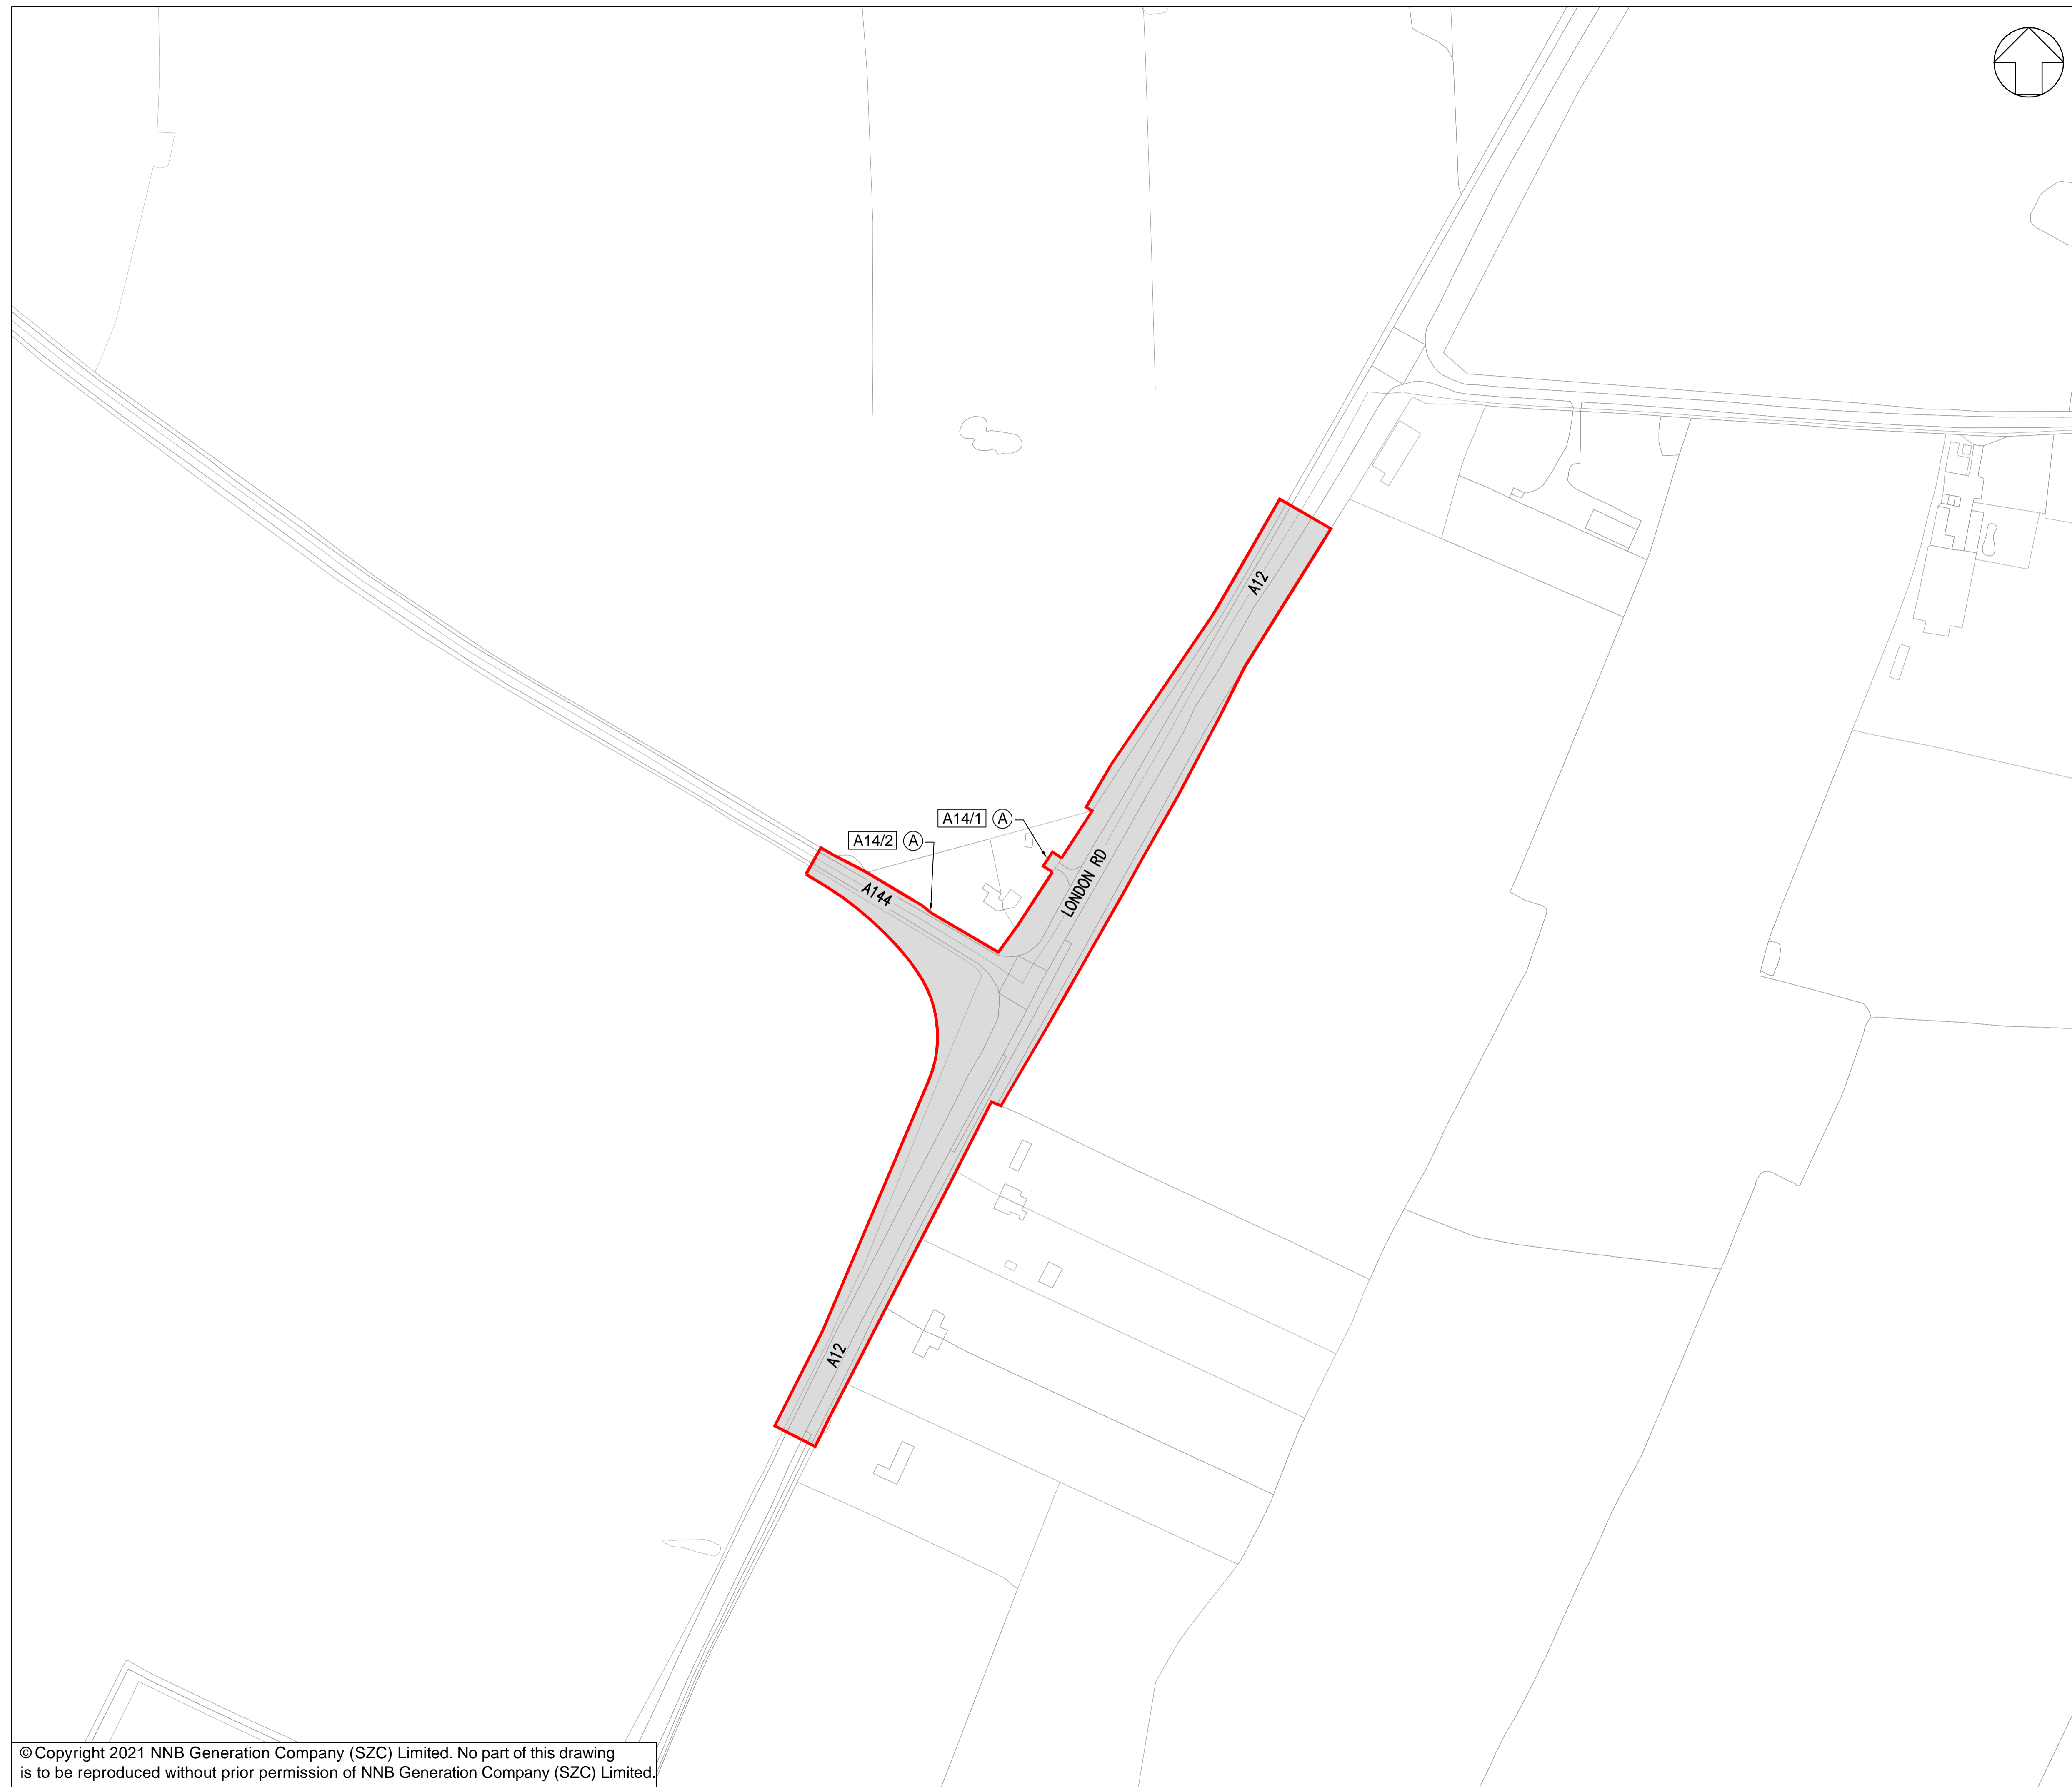 A12
A14/1 A
A14/2 A
LONDON RD
A144
A12
© Copyright 2021 NNB Generation Company (SZC) Limited. No part of this drawing
is to be reproduced without prior permission of NNB Generation Company (SZC) Limited.